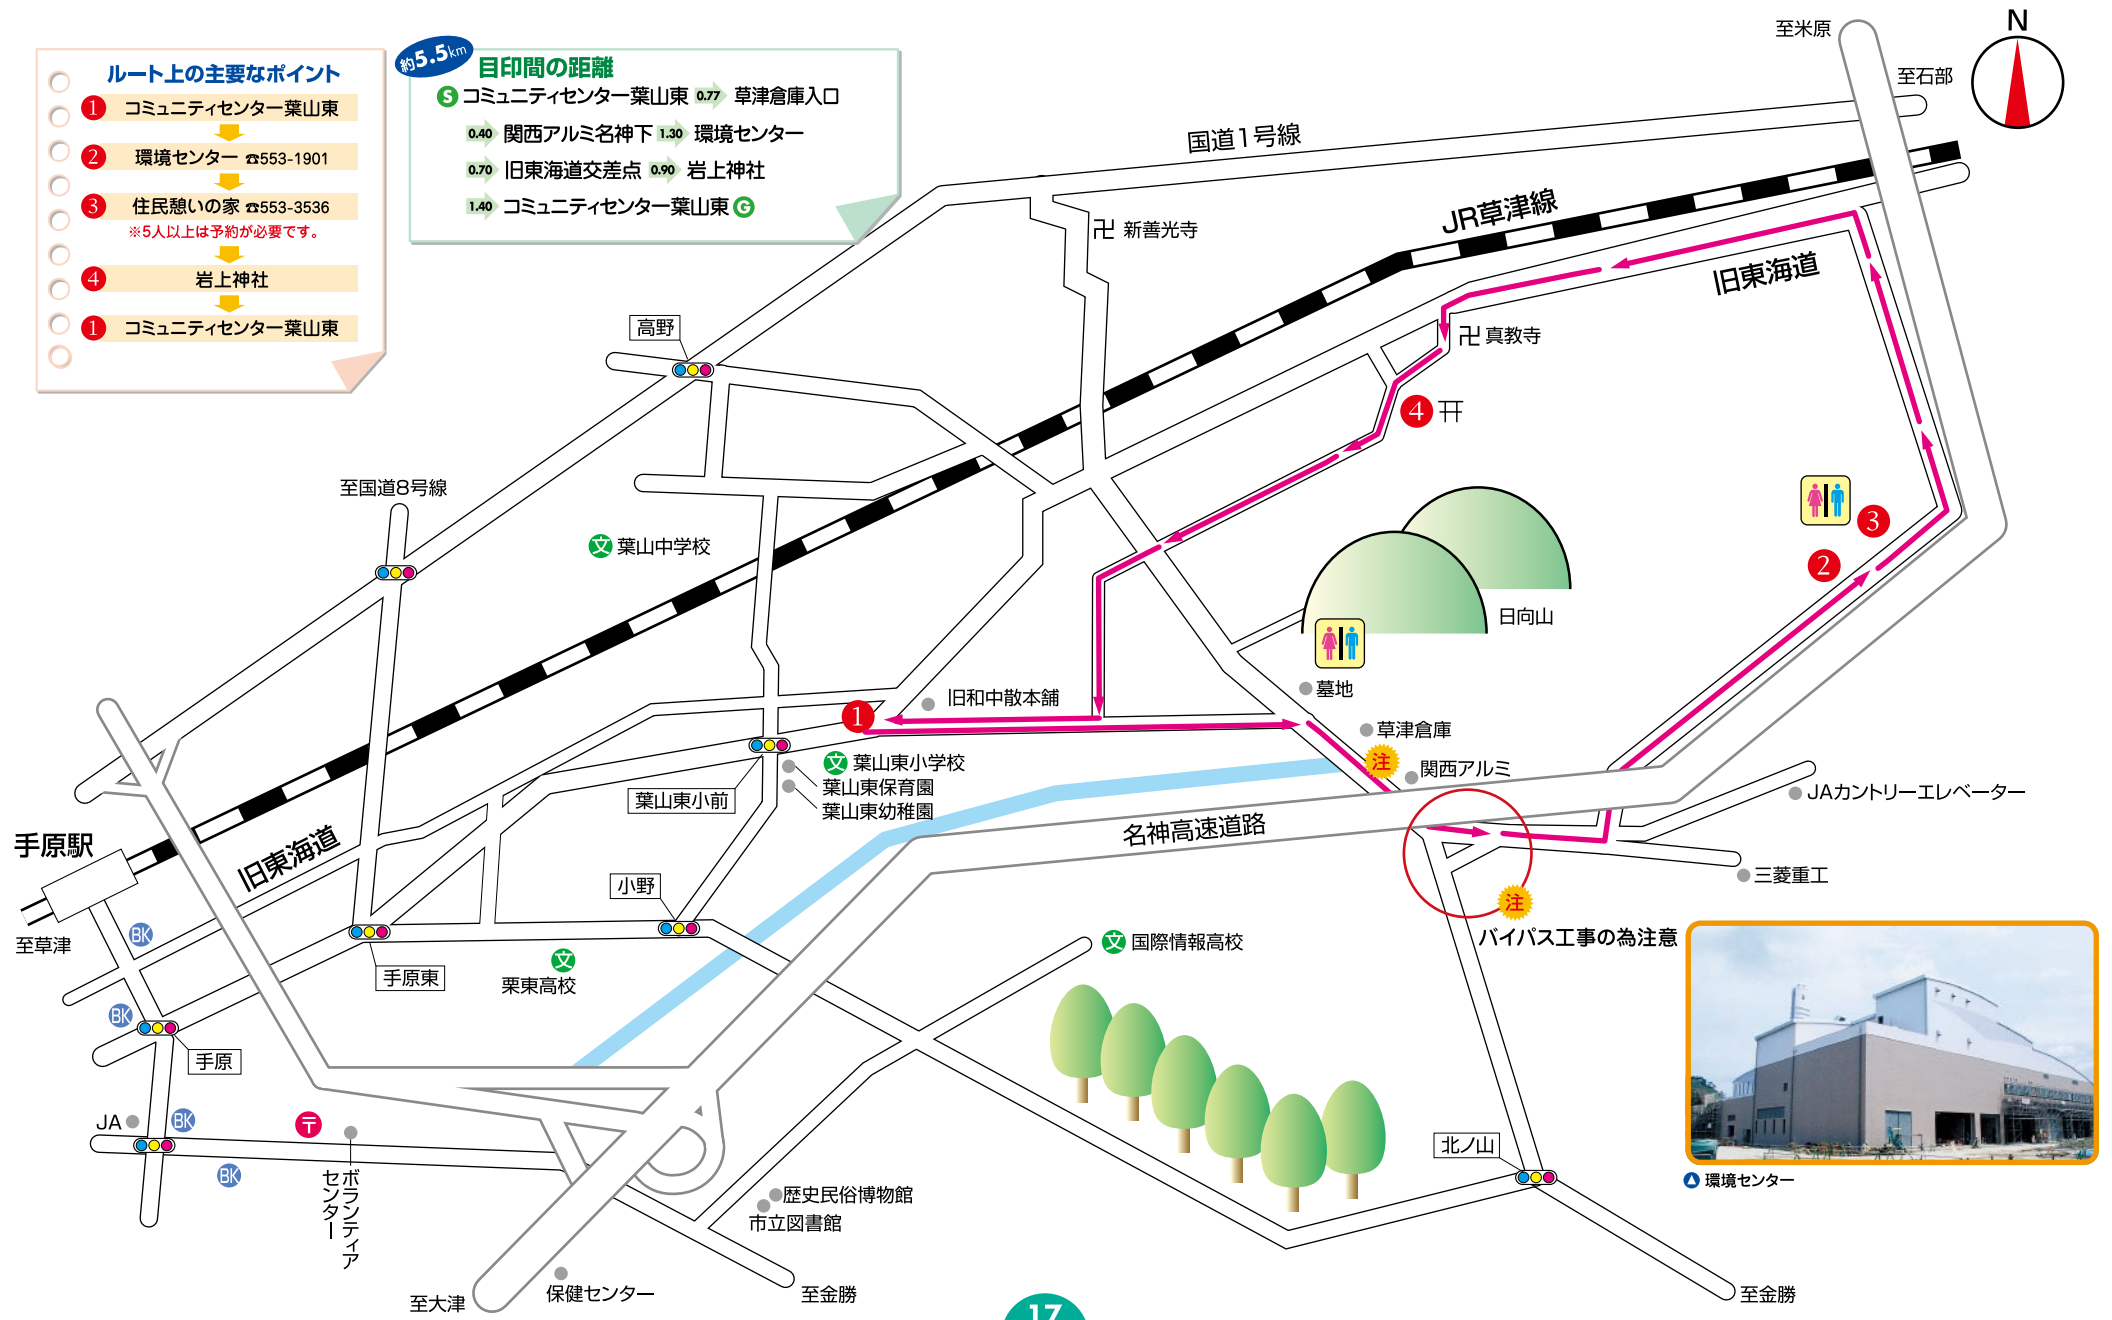 ルート上の主要なポイント
1 コミュニティセンター葉山東
2 環境センター ☎553-1901
3 住民憩いの家 ☎553-3536
※5人以上は予約が必要です。
4 岩上神社
1 コミュニティセンター葉山東
約5.5km
目印間の距離
S コミュニティセンター葉山東 0.77 草津倉庫入口
0.40 関西アルミ名神下 1.30 環境センター
0.70 旧東海道交差点 0.90 岩上神社
1.40 コミュニティセンター葉山東 G
至米原
N
至石部
国道1号線
JR草津線
卍 新善光寺
旧東海道
高野
卍 真教寺
4
至国道8号線
文 葉山中学校
3
2
日向山
墓地
旧和中散本舗
1
草津倉庫
注
関西アルミ
文 葉山東小学校
葉山東保育園
葉山東幼稚園
葉山東小前
JAカントリーエレベーター
名神高速道路
手原駅
旧東海道
三菱重工
小野
注
バイパス工事の為注意
BK
至草津
文 国際情報高校
手原東
文
栗東高校
BK
手原
JA
BK
〒
BK
ボランティア
センター
北ノ山
環境センター
歴史民俗博物館
市立図書館
保健センター
至大津
至金勝
至金勝
17